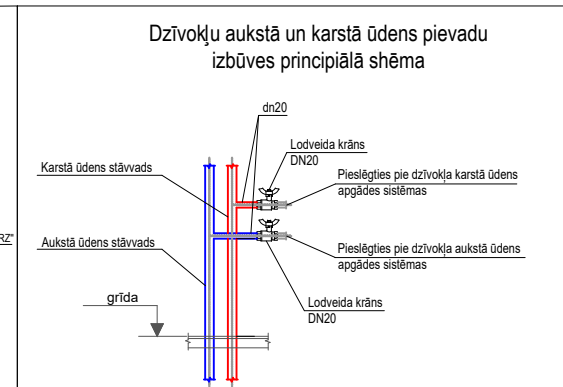 Dzīvokļu aukstā un karstā ūdens pievadu
izbūves principiālā shēma
dn20
Lodveida krāns
DN20
Karstā ūdens stāvvads
Pieslēgties pie dzīvokļa karstā ūdens
apgādes sistēmas
RZ"
Aukstā ūdens stāvvads
Pieslēgties pie dzīvokļa aukstā ūdens
apgādes sistēmas
grīda
Lodveida krāns
DN20